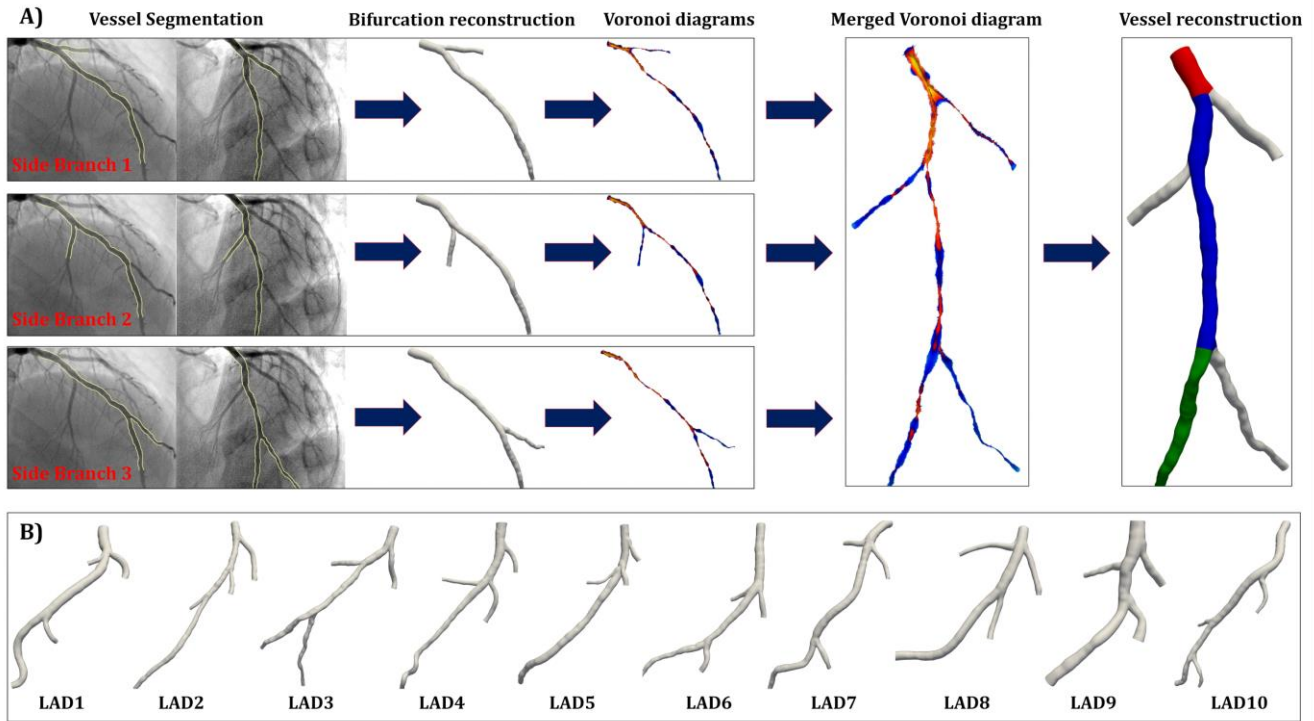 A)
Vessel Segmentation
Bifurcation reconstruction
Voronoi diagrams
Merged Voronoi diagram
Vessel reconstruction
Side Branch 1
Side Branch 2
Side Branch 3
B)
LAD1
LAD2
LAD3
LAD4
LAD5
LAD6
LAD7
LAD8
LAD9
LAD10